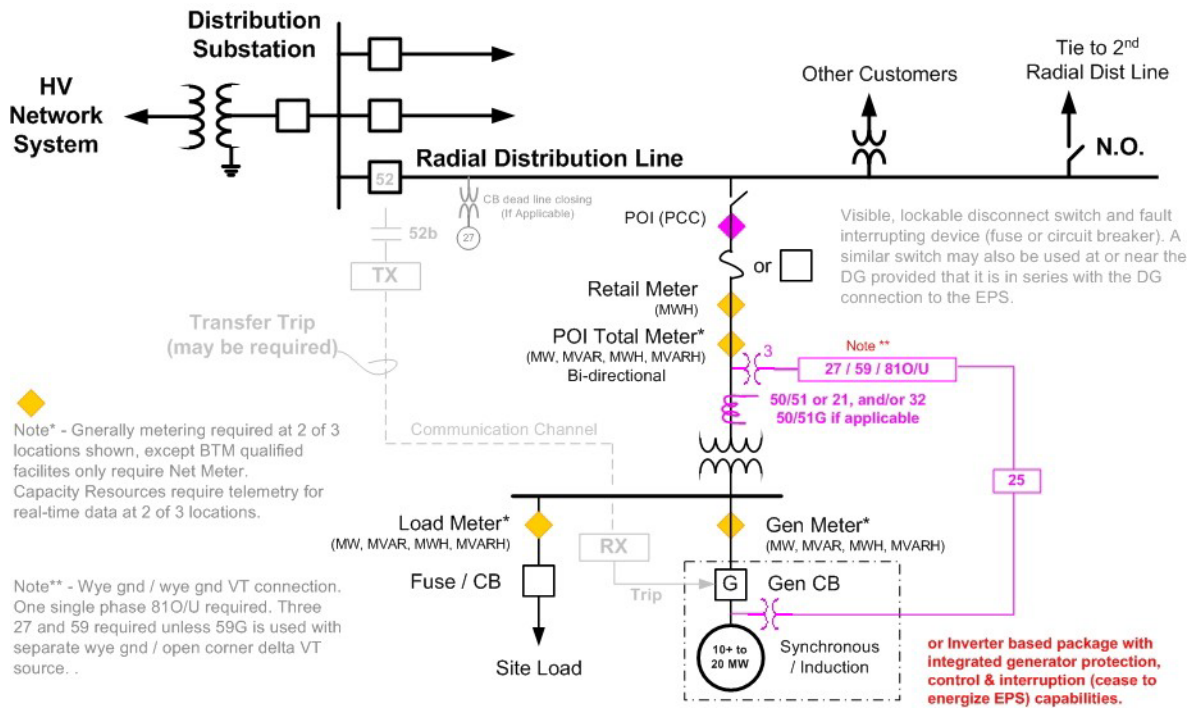 Distribution
Substation
HV
Network
System
Other Customers
Tie to 2nd
Radial Dist Line
N.O.
Radial Distribution Line
52
CB dead line closing
(If Applicable)
27
52b
TX
POI (PCC)
or
Visible, lockable disconnect switch and fault
interrupting device (fuse or circuit breaker). A
similar switch may also be used at or near the
DG provided that it is in series with the DG
connection to the EPS.
Retail Meter
(MWH)
Transfer Trip
(may be required)
POI Total Meter*
(MW, MVAR, MWH, MVARH)
Bi-directional
3
Note **
27 / 59 / 81O/U
50/51 or 21, and/or 32
50/51G if applicable
Note* - Gnerally metering required at 2 of 3
locations shown, except BTM qualified
facilites only require Net Meter.
Capacity Resources require telemetry for
real-time data at 2 of 3 locations.
Communication Channel
25
Load Meter*
(MW, MVAR, MWH, MVARH)
Gen Meter*
(MW, MVAR, MWH, MVARH)
RX
Fuse / CB
Trip
G
Gen CB
Note** - Wye gnd / wye gnd VT connection.
One single phase 81O/U required. Three
27 and 59 required unless 59G is used with
separate wye gnd / open corner delta VT
source. .
10+ to
20 MW
Synchronous
/ Induction
Site Load
or Inverter based package with
integrated generator protection,
control & interruption (cease to
energize EPS) capabilities.